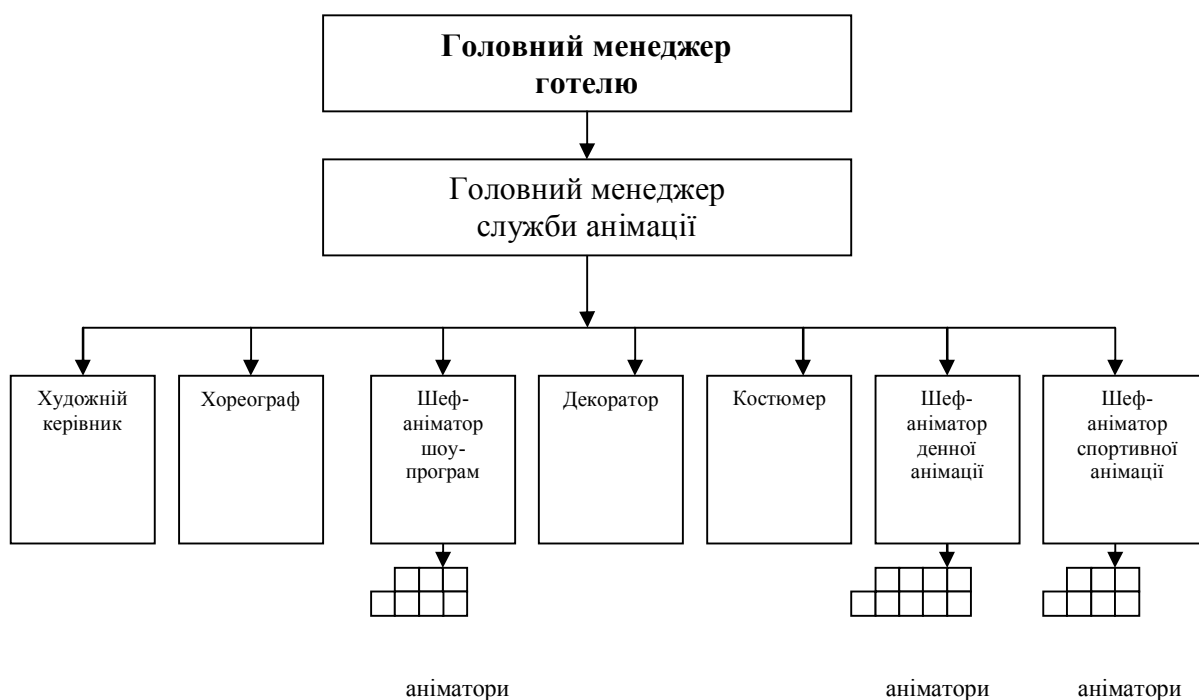 Головний менеджер
готелю
Головний менеджер
служби анімації
Художній
керівник
Хореограф
Шеф-
аніматор
шоу-
програм
Декоратор
Костюмер
Шеф-
аніматор
денної
анімації
Шеф-
аніматор
спортивної
анімації
аніматори
аніматори
аніматори